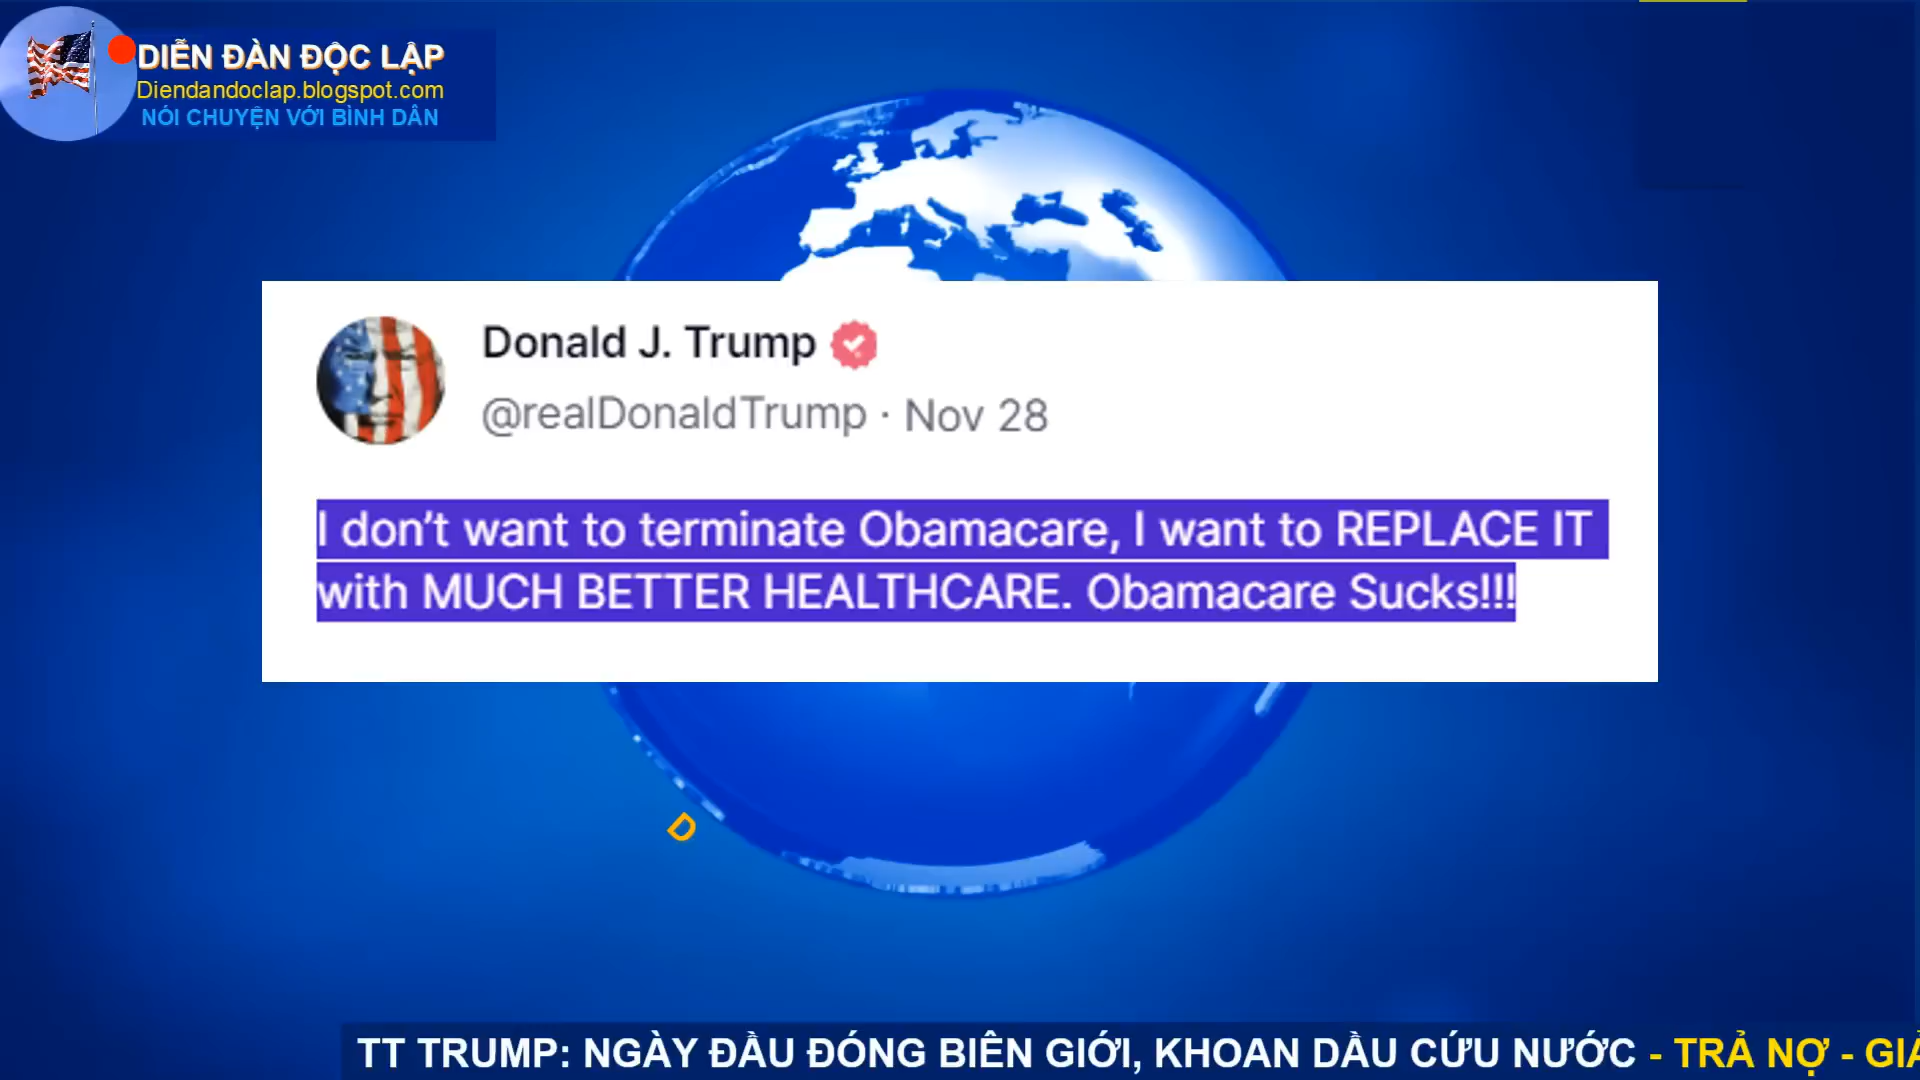 DIỄN ĐÀN ĐỘC LẬP
Diendandoclap.blogspot.com
NÓI CHUYỆN VỚI BÌNH DÂN
Donald J. Trump
@realDonaldTrump · Nov 28
I don’t want to terminate Obamacare, I want to REPLACE IT
with MUCH BETTER HEALTHCARE. Obamacare Sucks!!!
D
TT TRUMP: NGÀY ĐẦU ĐÓNG BIÊN GIỚI, KHOAN DẦU CỨU NƯỚC - TRẢ NỢ -